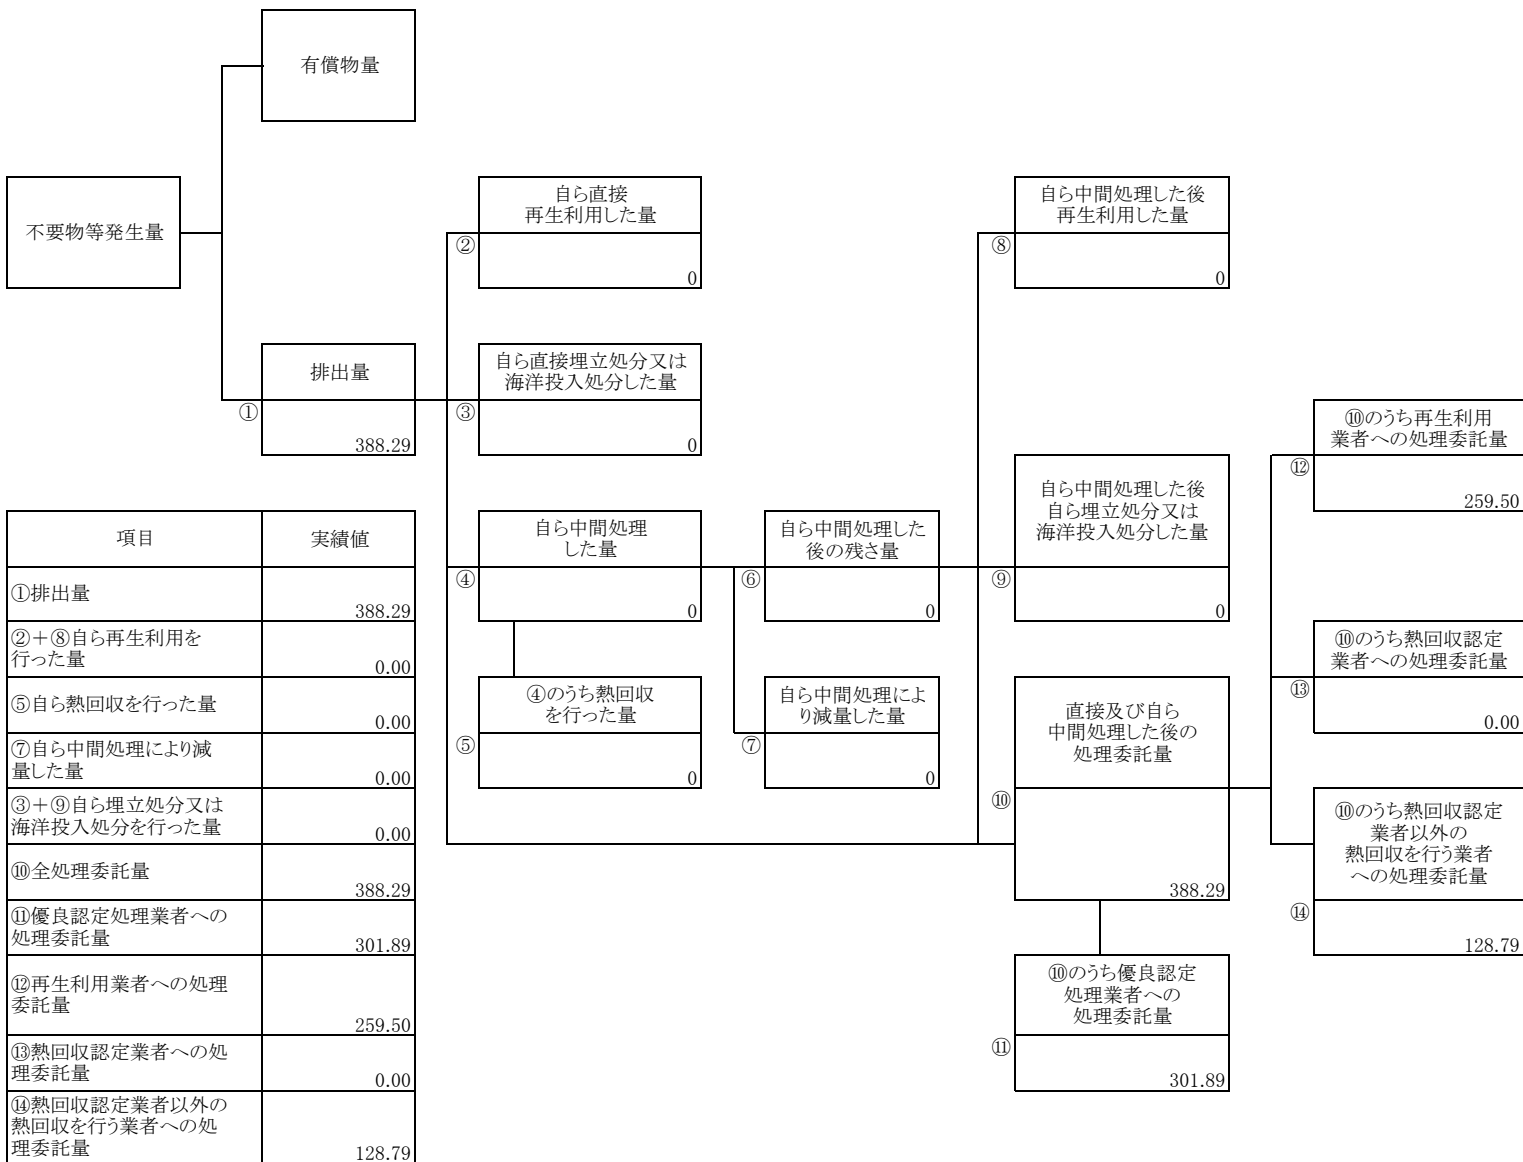 有償物量
不要物等発生量
排出量
①
388.29
自ら直接
再生利用した量
②
0
自ら直接埋立処分又は
海洋投入処分した量
③
0
自ら中間処理
した量
④
0
④のうち熱回収
を行った量
⑤
0
自ら中間処理した
後の残さ量
⑥
0
自ら中間処理によ
り減量した量
⑦
0
自ら中間処理した後
再生利用した量
⑧
0
自ら中間処理した後
自ら埋立処分又は
海洋投入処分した量
⑨
0
直接及び自ら
中間処理した後の
処理委託量
⑩
388.29
⑩のうち優良認定
処理業者への
処理委託量
⑪
301.89
⑩のうち再生利用
業者への処理委託量
⑫
259.50
⑩のうち熱回収認定
業者への処理委託量
⑬
0.00
⑩のうち熱回収認定
業者以外の
熱回収を行う業者
への処理委託量
⑭
128.79
項目 実績値
①排出量
388.29
②＋⑧自ら再生利用を
行った量
0.00
⑤自ら熱回収を行った量
0.00
⑦自ら中間処理により減
量した量
0.00
③＋⑨自ら埋立処分又は
海洋投入処分を行った量
0.00
⑩全処理委託量
388.29
⑪優良認定処理業者への
処理委託量
301.89
⑫再生利用業者への処理
委託量
259.50
⑬熱回収認定業者への処
理委託量
0.00
⑭熱回収認定業者以外の
熱回収を行う業者への処
理委託量
128.79